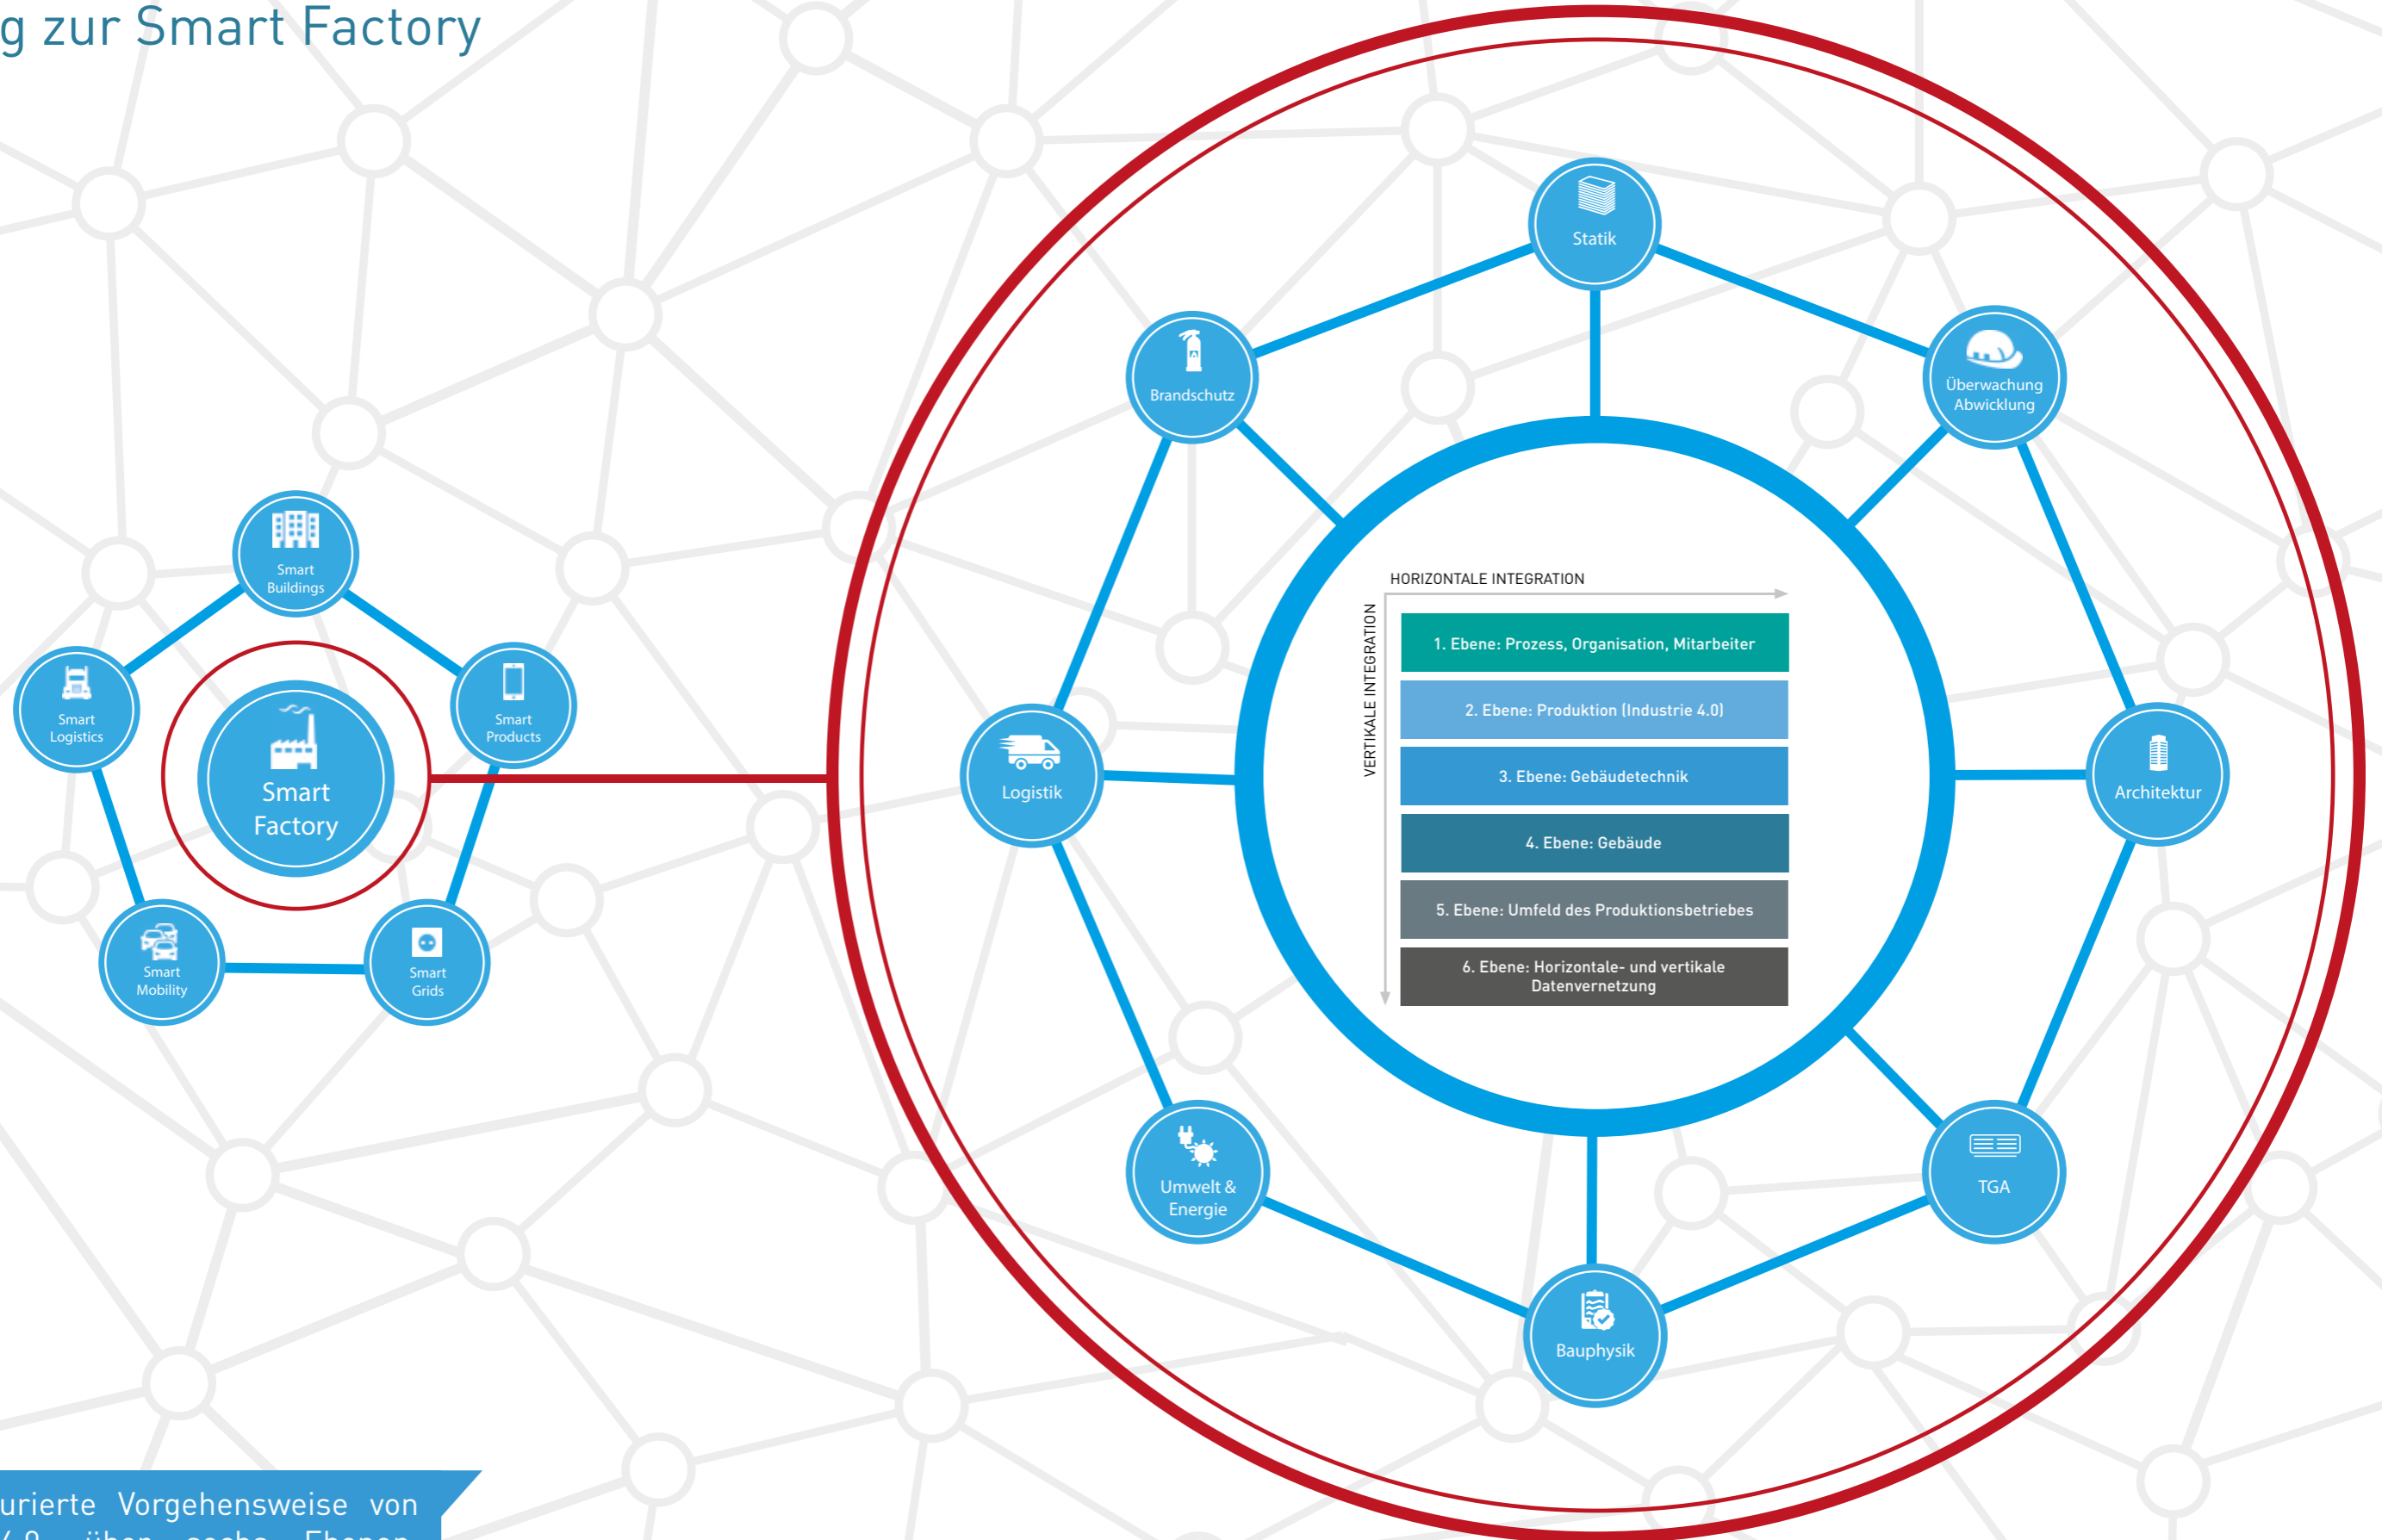 g zur Smart Factory
Statik
Brandschutz
Überwachung
Abwicklung
Smart
Buildings
HORIZONTALE INTEGRATION
VERTIKALE INTEGRATION
1. Ebene: Prozess, Organisation, Mitarbeiter
2. Ebene: Produktion (Industrie 4.0)
3. Ebene: Gebäudetechnik
4. Ebene: Gebäude
5. Ebene: Umfeld des Produktionsbetriebes
6. Ebene: Horizontale- und vertikale
Datenvernetzung
Smart
Logistics
Smart
Products
Smart
Factory
Logistik
Architektur
Smart
Mobility
Smart
Grids
Umwelt &
Energie
TGA
Bauphysik
urierte Vorgehensweise von
über sechs Ebenen